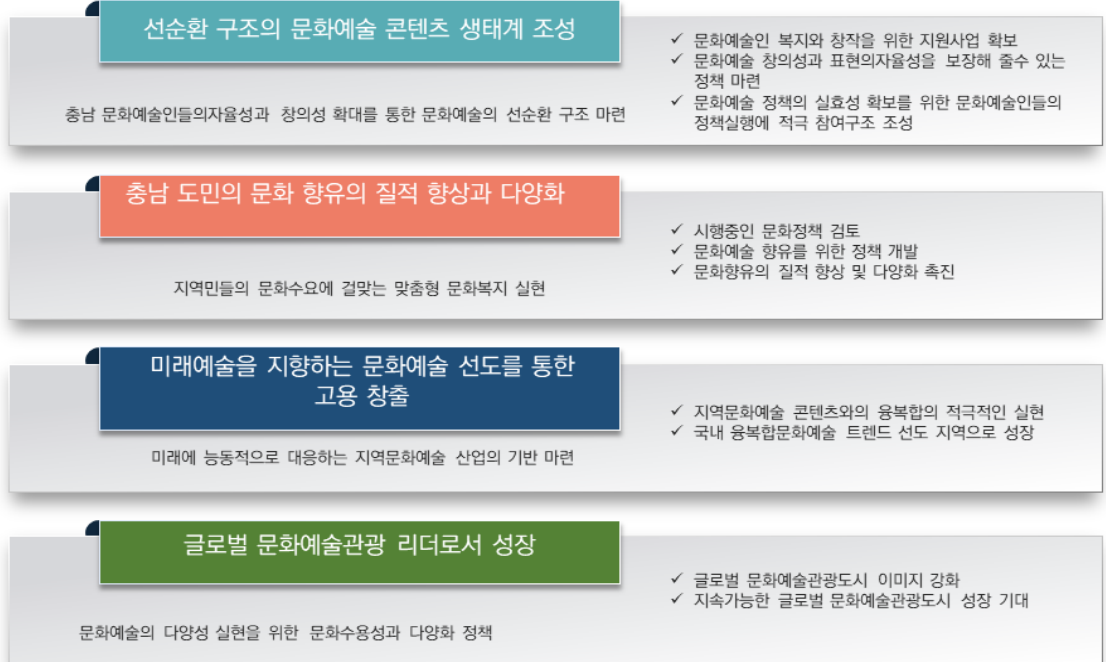 선순환 구조의 문화예술 콘텐츠 생태계 조성
충남 문화예술인들의자율성과 창의성 확대를 통한 문화예술의 선순환 구조 마련
✓ 문화예술인 복지와 창작을 위한 지원사업 확보
✓ 문화예술 창의성과 표현의자율성을 보장해 줄수 있는
정책 마련
✓ 문화예술 정책의 실효성 확보를 위한 문화예술인들의
정책실행에 적극 참여구조 조성
충남 도민의 문화 향유의 질적 향상과 다양화
지역민들의 문화수요에 걸맞는 맞춤형 문화복지 실현
✓ 시행중인 문화정책 검토
✓ 문화예술 향유를 위한 정책 개발
✓ 문화향유의 질적 향상 및 다양화 촉진
미래예술을 지향하는 문화예술 선도를 통한
고용 창출
미래에 능동적으로 대응하는 지역문화예술 산업의 기반 마련
✓ 지역문화예술 콘텐츠와의 융복합의 적극적인 실현
✓ 국내 융복합문화예술 트렌드 선도 지역으로 성장
글로벌 문화예술관광 리더로서 성장
문화예술의 다양성 실현을 위한 문화수용성과 다양화 정책
✓ 글로벌 문화예술관광도시 이미지 강화
✓ 지속가능한 글로벌 문화예술관광도시 성장 기대